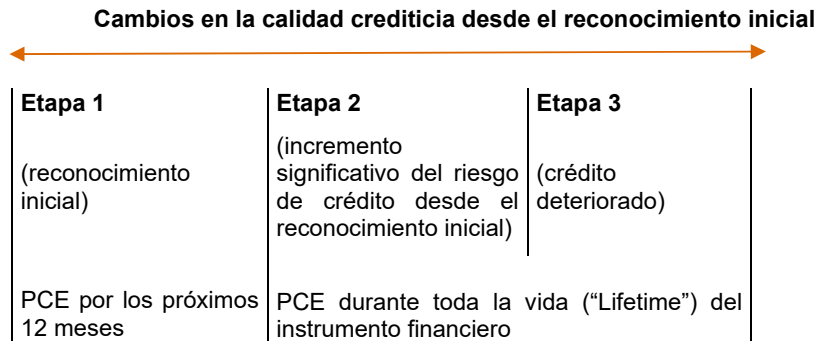 Cambios en la calidad crediticia desde el reconocimiento inicial
Etapa 1
(reconocimiento
inicial)
Etapa 2
(incremento
significativo del riesgo
de crédito desde el
reconocimiento inicial)
Etapa 3
(crédito
deteriorado)
PCE por los próximos
12 meses
PCE durante toda la vida (“Lifetime”) del
instrumento financiero